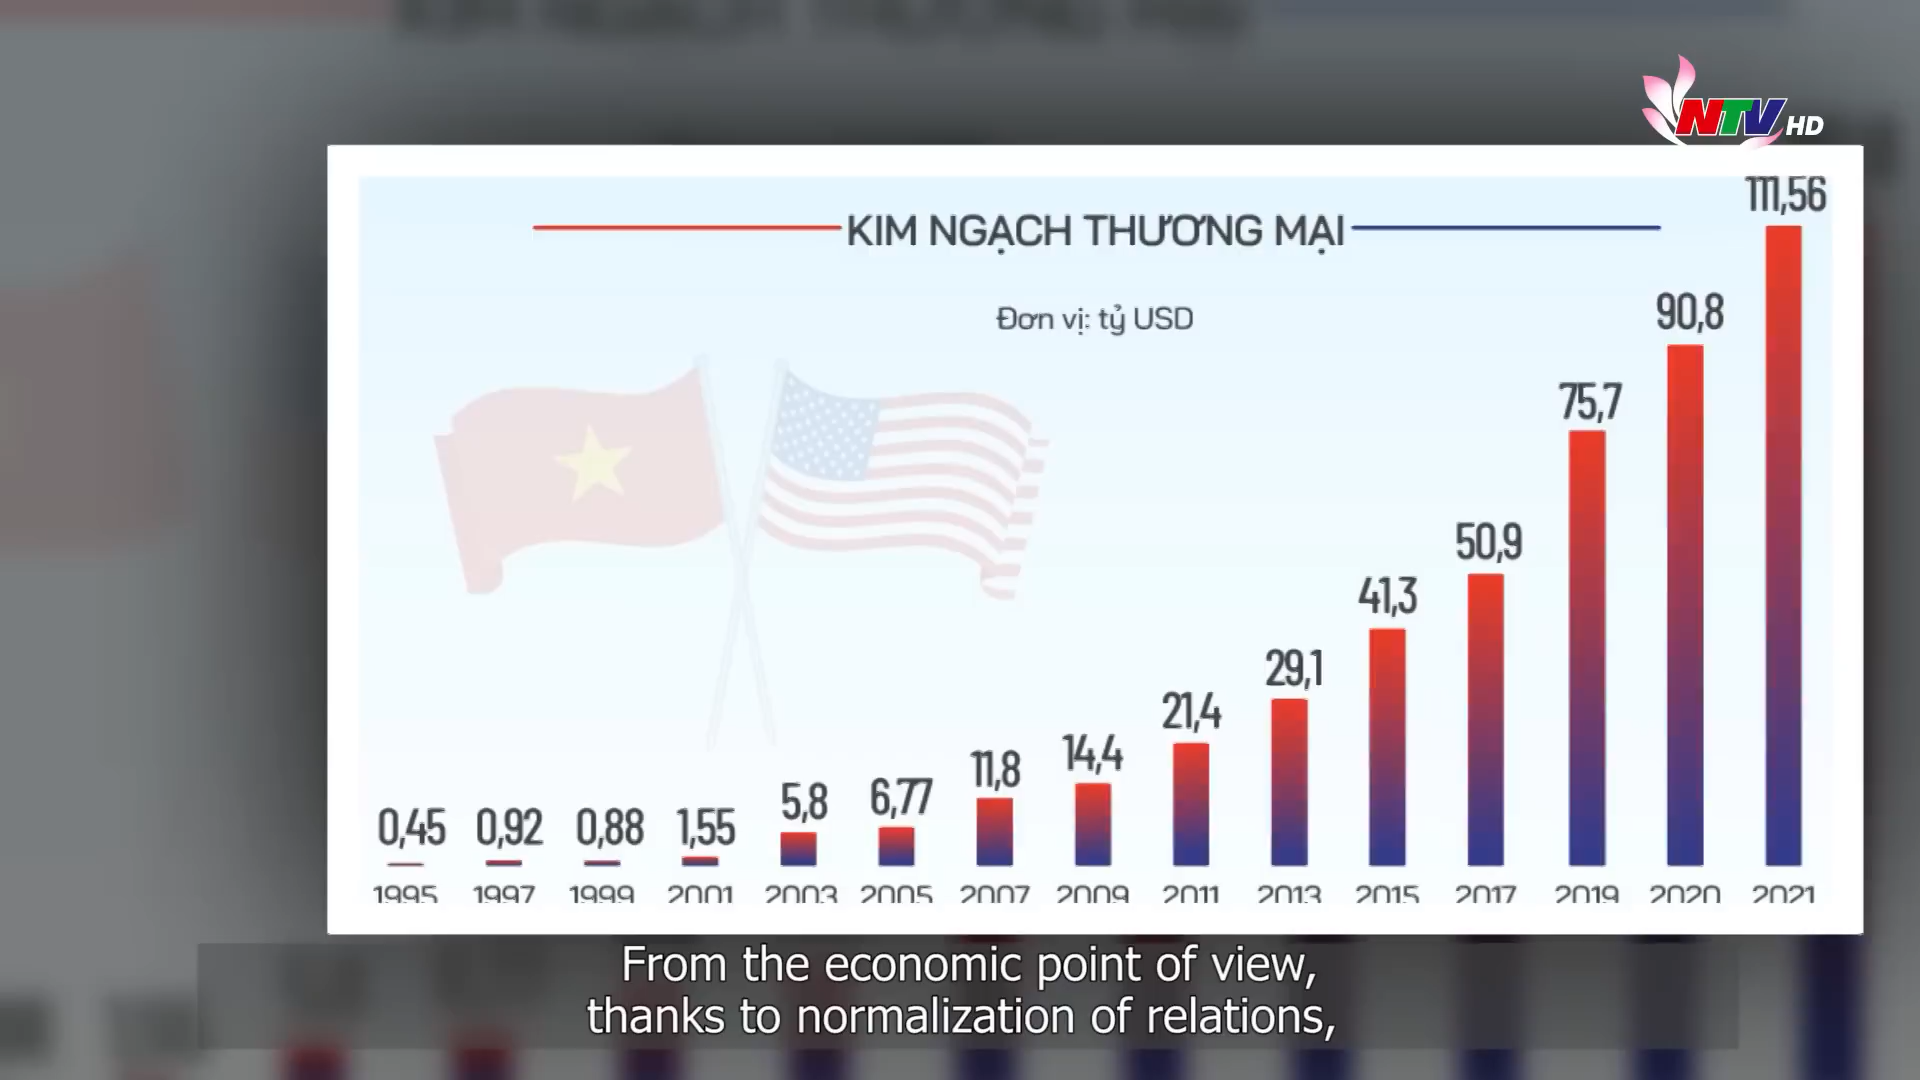 NTV HD
111,56
KIM NGẠCH THƯƠNG MẠI
Đơn vị: tỷ USD
90,8
75,7
50,9
41,3
29,1
21,4
14,4
11,8
6,77
5,8
1,55
0,88
0,92
0,45
1995 1997 1999 2001 2003 2005 2007 2009 2011 2013 2015 2017 2019 2020 2021
From the economic point of view,
thanks to normalization of relations,